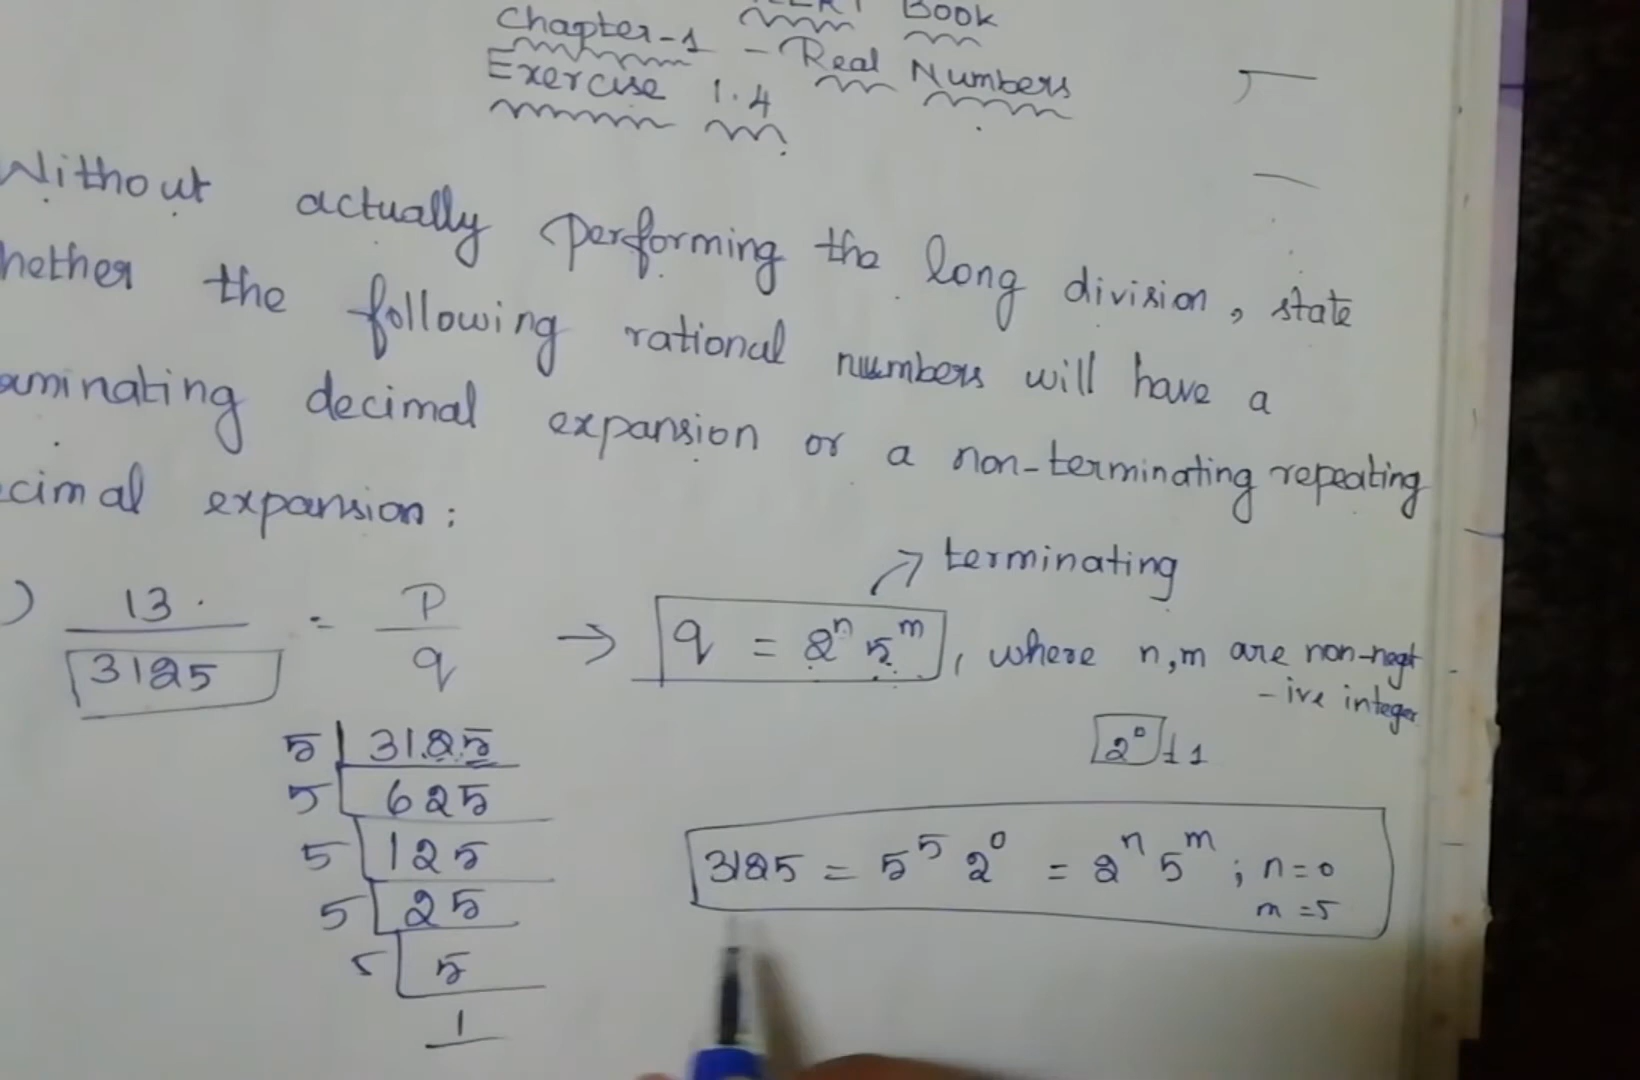 Book
Chapter-1 - Real Numbers
Exercise 1.4
Without actually performing the long division, state
the following rational numbers will have a
decimal expansion or a non-terminating repeating
expansion:
terminating
13 / 3125 = P / q → q = 2^n 5^m, where n,m are non-negat
-ive integer
2^0 = 1
5 | 3125
5 | 625
5 | 125
5 | 25
5 | 5
1
3125 = 5^5 2^0 = 2^n 5^m ; n=0
m=5